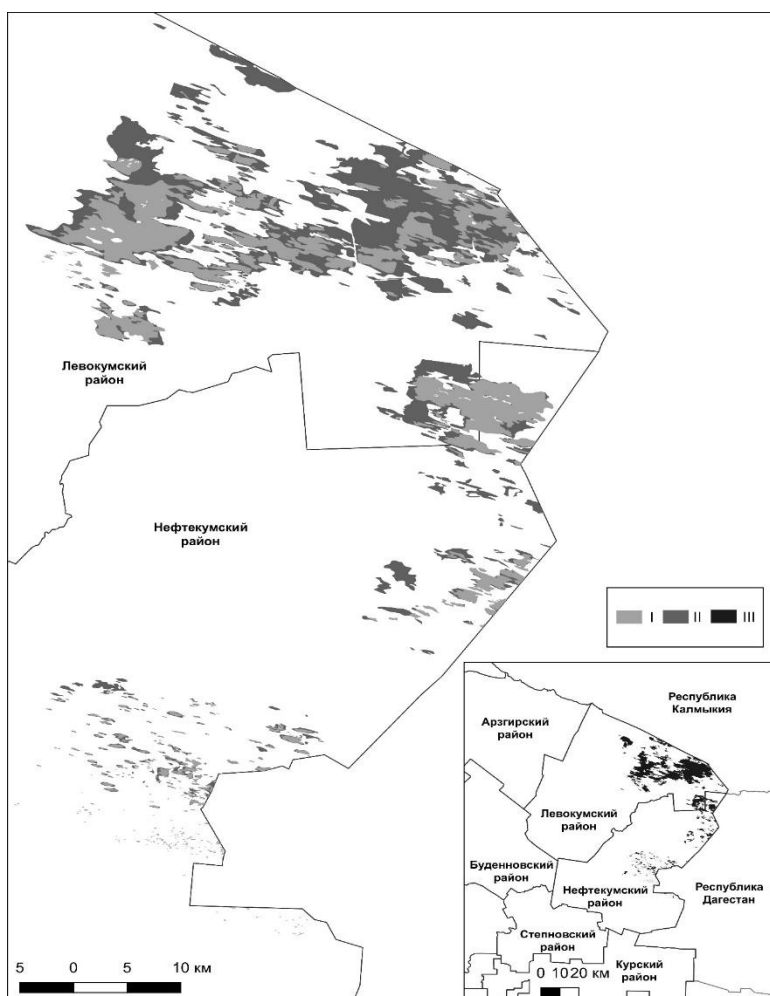 Левокумский
район
Нефтекумский
район
I II III
Республика
Калмыкия
Арзгирский
район
Левокумский
район
Буденновский
район
Нефтекумский
район
Республика
Дагестан
Степновский
район
Курский
район
0 10 20 км
5 0 5 10 км